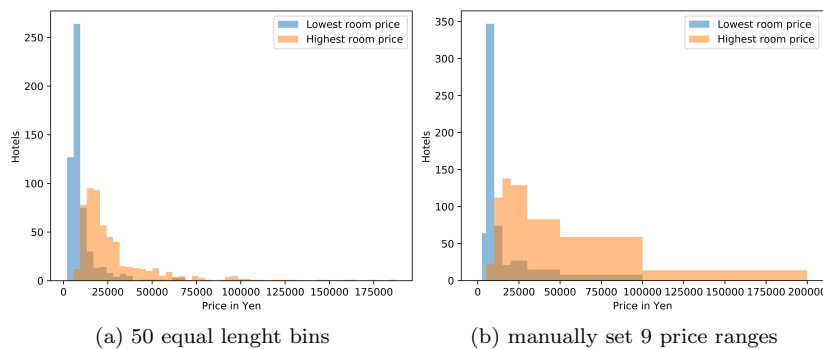 Lowest room price
Highest room price
250
200
150
100
50
0
Hotels
0 25000 50000 75000 100000 125000 150000 175000
Price in Yen
(a) 50 equal lenght bins
Lowest room price
Highest room price
350
300
250
200
150
100
50
0
Hotels
0 25000 50000 75000 100000 125000 150000 175000 200000
Price in Yen
(b) manually set 9 price ranges